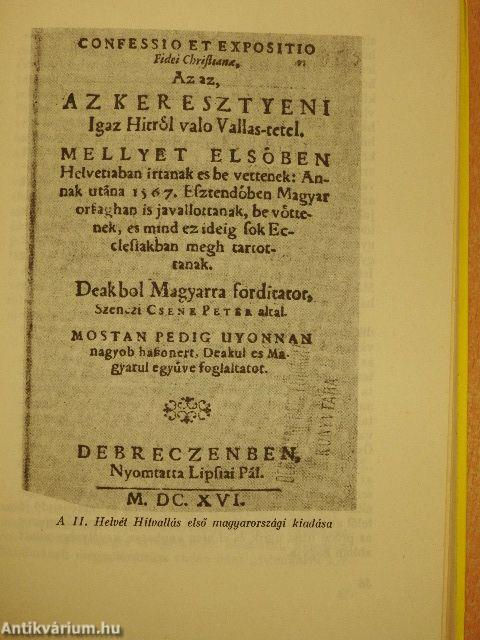 CONFESSIO ET EXPOSITIO
Fidei Christianæ,
Az az,
AZ KERESZTYENI
Igaz Hitről valo Vallas-tetel.
MELLYET ELSŐBEN
Helvetiaban irtanak es be vettenek: An-
nak utána 1567. Esztendőben Magyar
orszaghan is javallottanak, be vőtte-
nek, es mind ez ideig sok Ec-
clesiakban megh tartot-
tanak.
Deakbol Magyarra forditatot,
Szenczi CSENE PETER altal.
MOSTAN PEDIG UYONNAN
nagyob hasonert, Deakul es Ma-
gyarul egyűve foglaltatot.
DEBRECZENBEN,
Nyomtatta Lipsiai Pál.
M. DC. XVI.
KÖNYVTÁRA
A II. Helvét Hitvallás első magyarországi kiadása
Antikvárium.hu